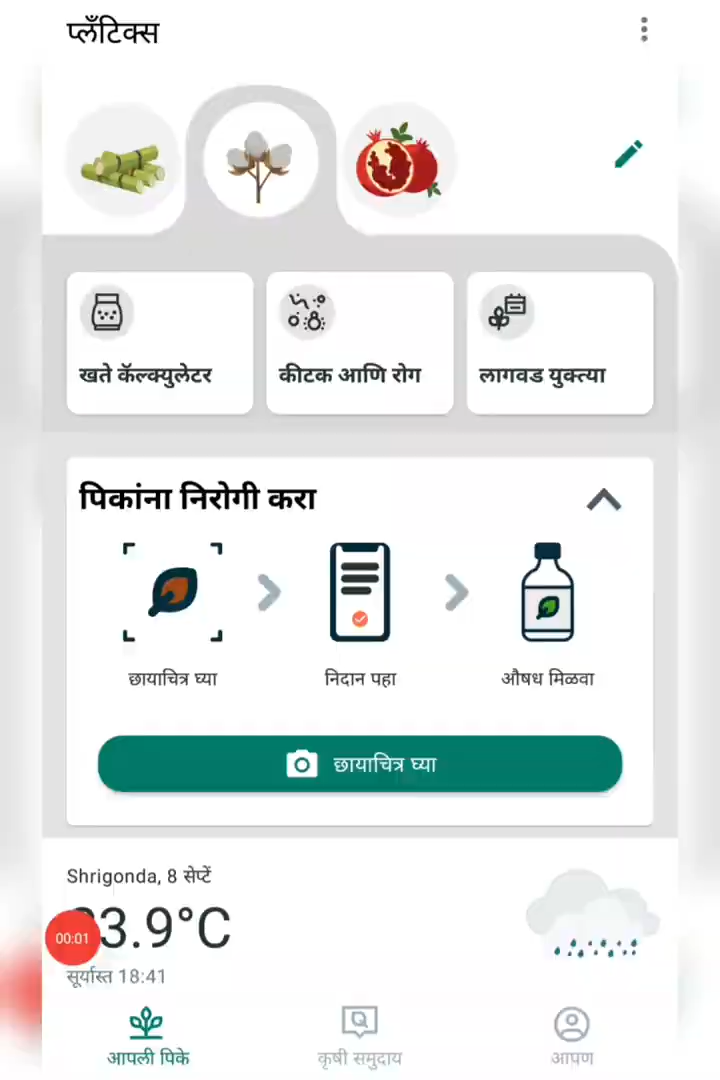 प्लँटिक्स
खते कॅल्क्युलेटर
कीटक आणि रोग
लागवड युक्त्या
पिकांना निरोगी करा
छायाचित्र घ्या
निदान पहा
औषध मिळवा
छायाचित्र घ्या
Shrigonda, 8 सेप्टें
3.9°C
00:01
सूर्यास्त 18:41
आपली पिके
कृषी समुदाय
आपण